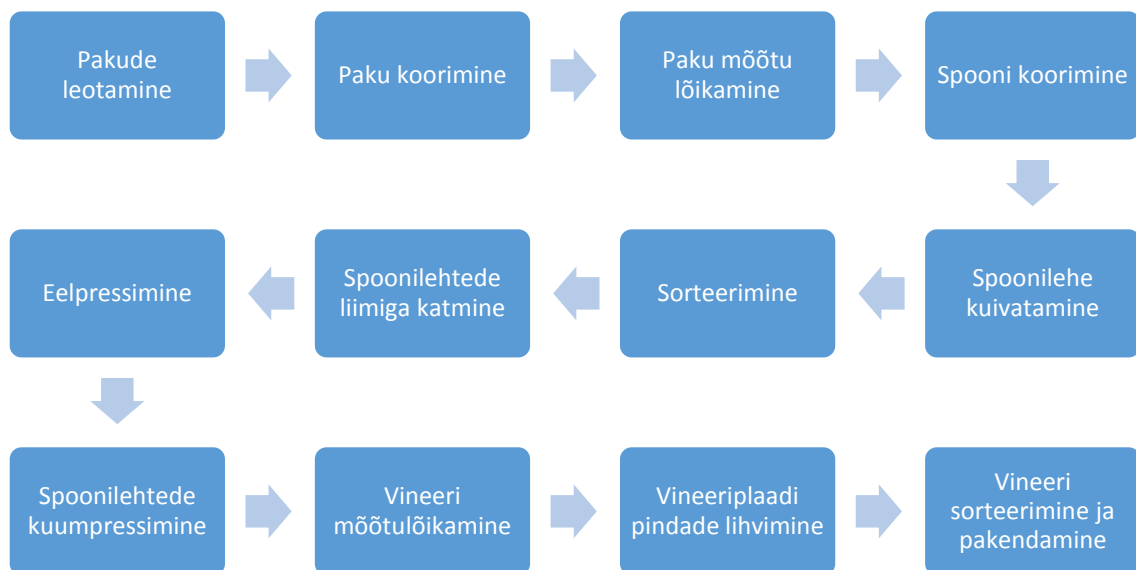 Pakude
leotamine
Paku koorimine
Paku mõõtu
lõikamine
Spooni koorimine
Spoonilehe
kuivatamine
Sorteerimine
Spoonilehtede
liimiga katmine
Eelpressimine
Spoonilehtede
kuumpressimine
Vineeri
mõõtulõikamine
Vineeriplaadi
pindade lihvimine
Vineeri
sorteerimine ja
pakendamine